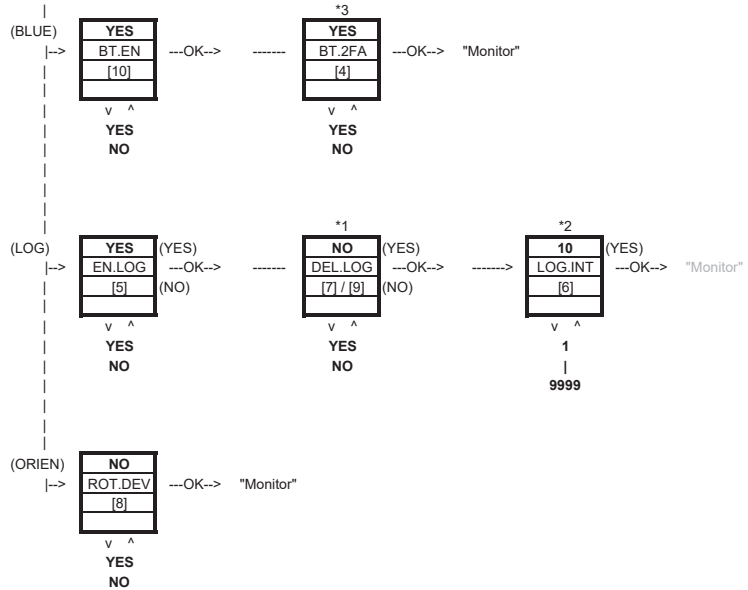 | *3
(BLUE) YES YES
|--> BT.EN ---OK--> ------- BT.2FA ---OK--> "Monitor"
| [10] [4]
|
| v ^ v ^
| YES YES
| NO NO
|
|
|
|
| *1 *2
(LOG) YES (YES) NO (YES) 10 (YES)
|--> EN.LOG ---OK--> ------- DEL.LOG ---OK--> -------> LOG.INT ---OK--> "Monitor"
| [5] (NO) [7] / [9] (NO) [6]
|
| v ^ v ^ v ^
| YES YES 1
| NO NO |
| 9999
|
|
|
(ORIEN) NO
|--> ROT.DEV ---OK--> "Monitor"
[8]
v ^
YES
NO